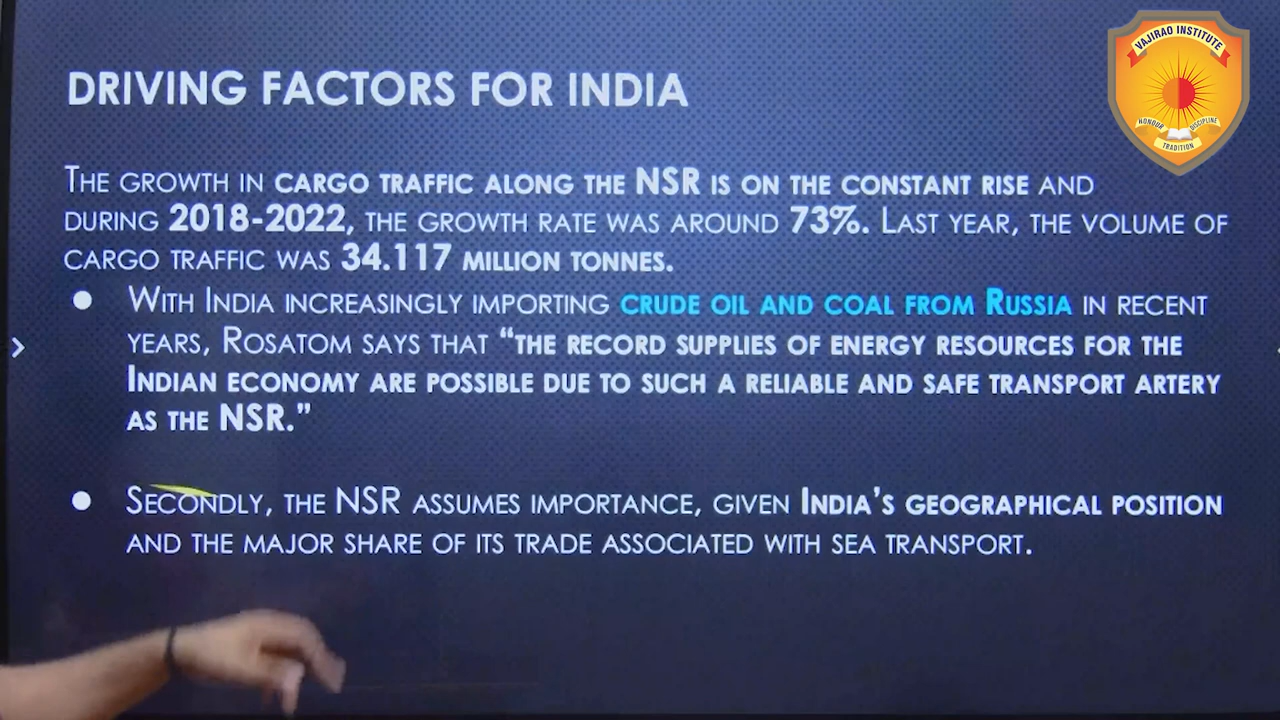 VAJIRAO INSTITUTE
HONOUR
DISCIPLINE
TRADITION
DRIVING FACTORS FOR INDIA
THE GROWTH IN CARGO TRAFFIC ALONG THE NSR IS ON THE CONSTANT RISE AND
DURING 2018-2022, THE GROWTH RATE WAS AROUND 73%. LAST YEAR, THE VOLUME OF
CARGO TRAFFIC WAS 34.117 MILLION TONNES.
● WITH INDIA INCREASINGLY IMPORTING CRUDE OIL AND COAL FROM RUSSIA IN RECENT
YEARS, ROSATOM SAYS THAT “THE RECORD SUPPLIES OF ENERGY RESOURCES FOR THE
INDIAN ECONOMY ARE POSSIBLE DUE TO SUCH A RELIABLE AND SAFE TRANSPORT ARTERY
AS THE NSR.”
● SECONDLY, THE NSR ASSUMES IMPORTANCE, GIVEN INDIA’S GEOGRAPHICAL POSITION
AND THE MAJOR SHARE OF ITS TRADE ASSOCIATED WITH SEA TRANSPORT.